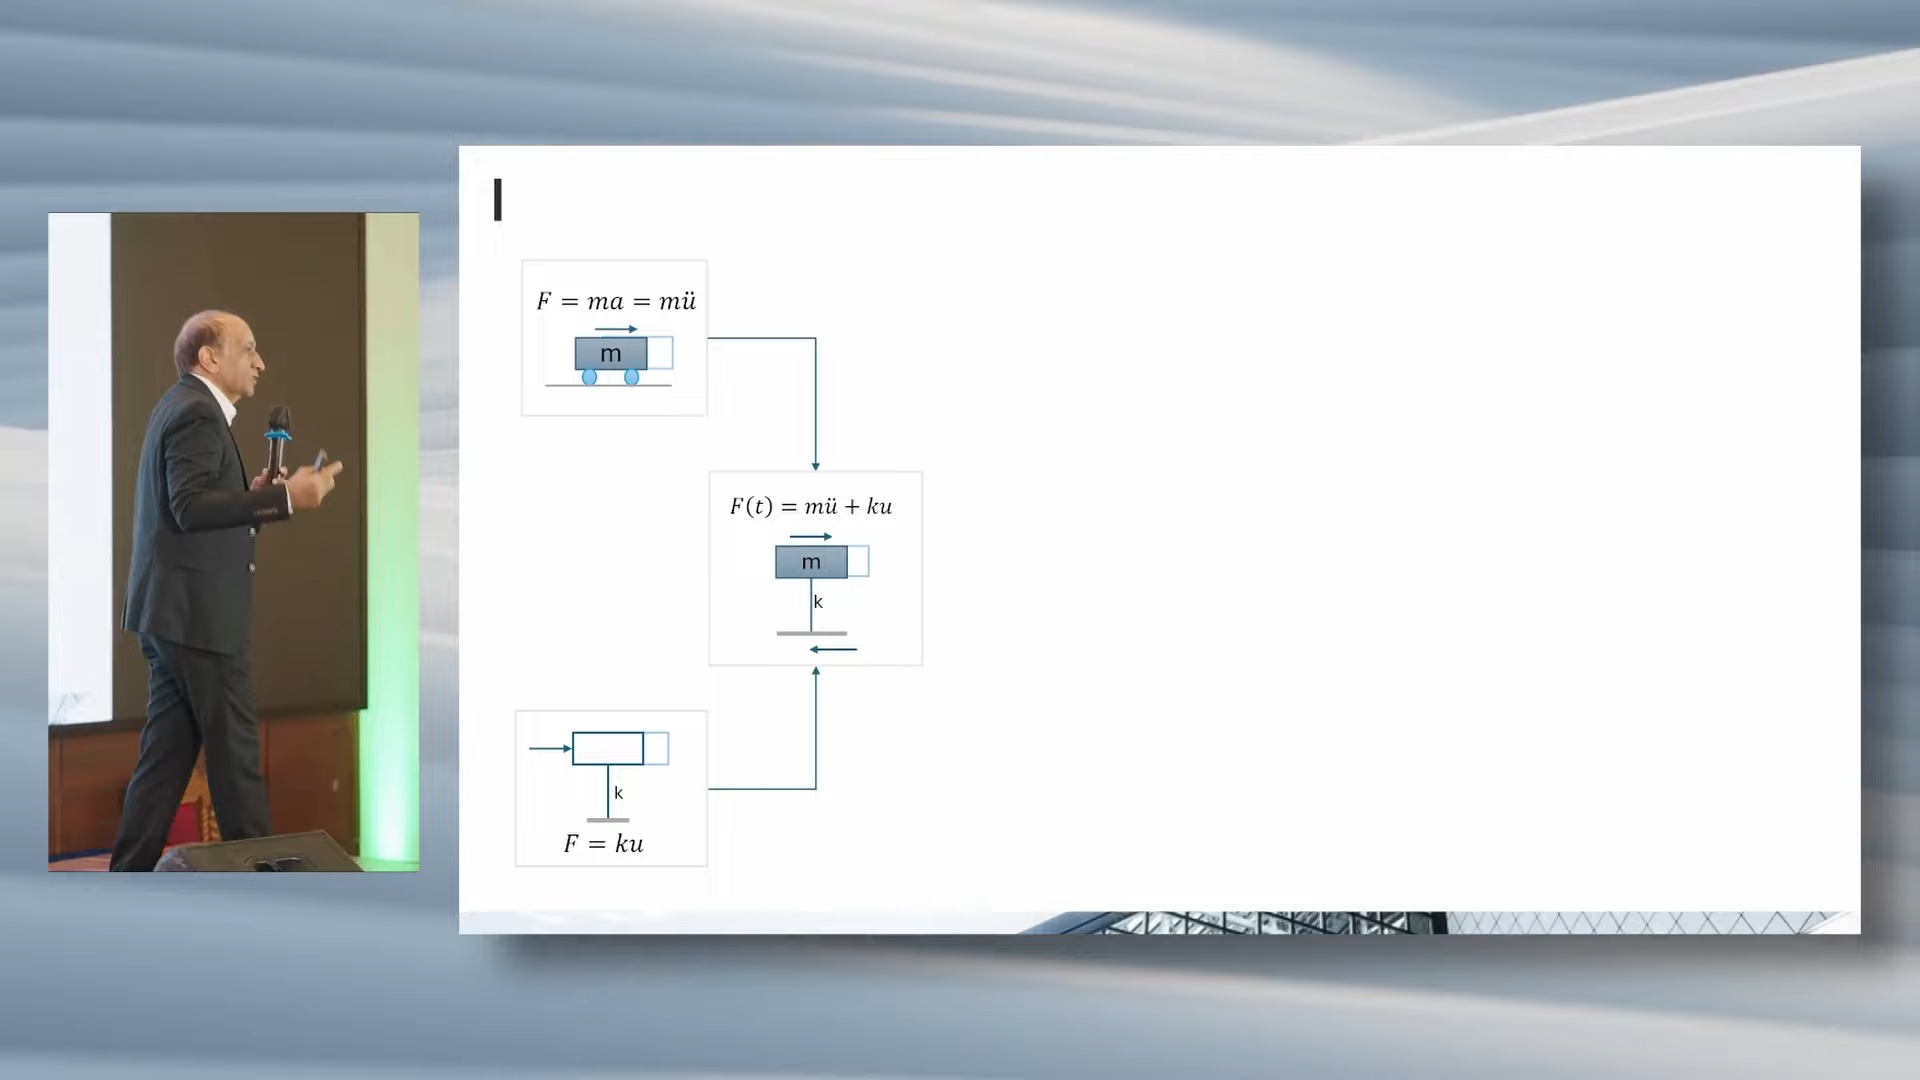 F = ma = mü
m
F(t) = mü + ku
m
k
k
F = ku